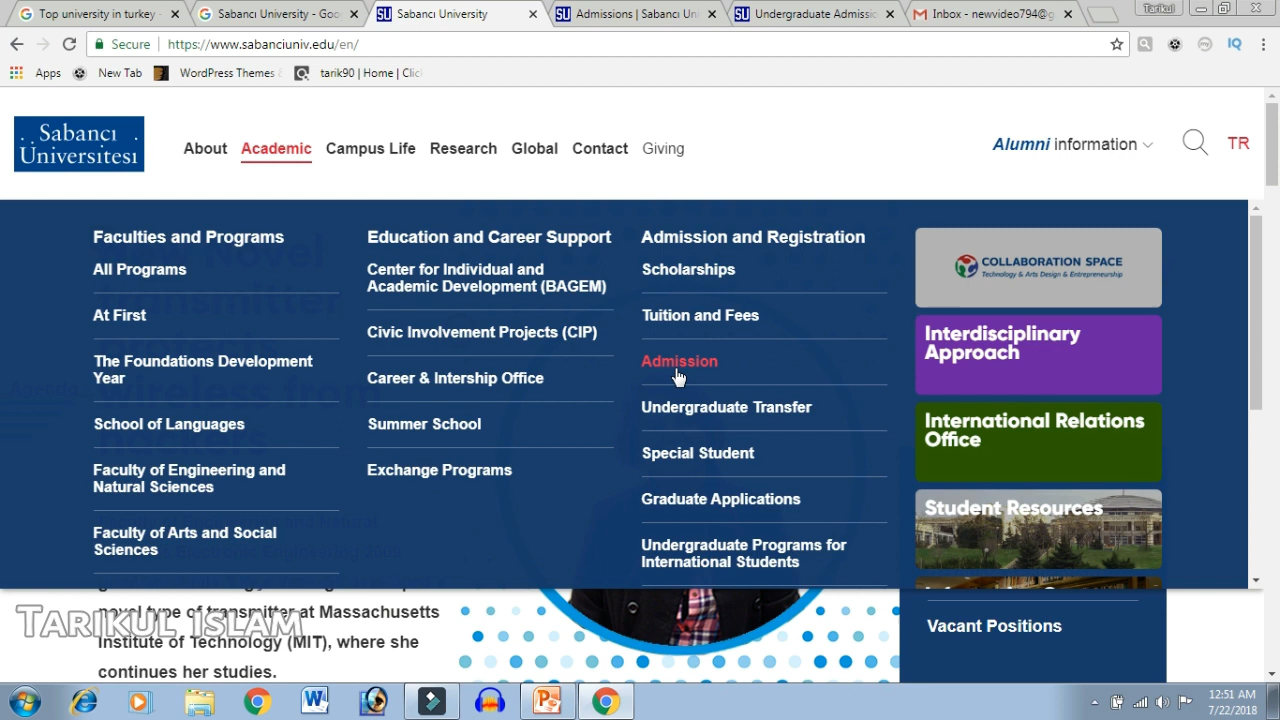 Top university in turkey -
Sabancı University - Goo
Sabancı University
Admissions | Sabancı Un
Undergraduate Admissio
Inbox - newvideo794@g
Tarikul
Secure
https://www.sabanciuniv.edu/en/
IQ
Apps
New Tab
WordPress Themes &
tarik90 | Home | Clic
Sabancı
Üniversitesi
About
Academic
Campus Life
Research
Global
Contact
Giving
Alumni information
TR
Faculties and Programs
All Programs
At First
The Foundations Development
Year
School of Languages
Faculty of Engineering and
Natural Sciences
Faculty of Arts and Social
Sciences
Education and Career Support
Center for Individual and
Academic Development (BAGEM)
Civic Involvement Projects (CIP)
Career & Intership Office
Summer School
Exchange Programs
Admission and Registration
Scholarships
Tuition and Fees
Admission
Undergraduate Transfer
Special Student
Graduate Applications
Undergraduate Programs for
International Students
COLLABORATION SPACE
Technology & Arts Design & Entrepreneurship
Interdisciplinary
Approach
International Relations
Office
Student Resources
novel type of transmitter at Massachusetts
Institute of Technology (MIT), where she
continues her studies.
TARIKUL ISLAM
Vacant Positions
12:51 AM
7/22/2018